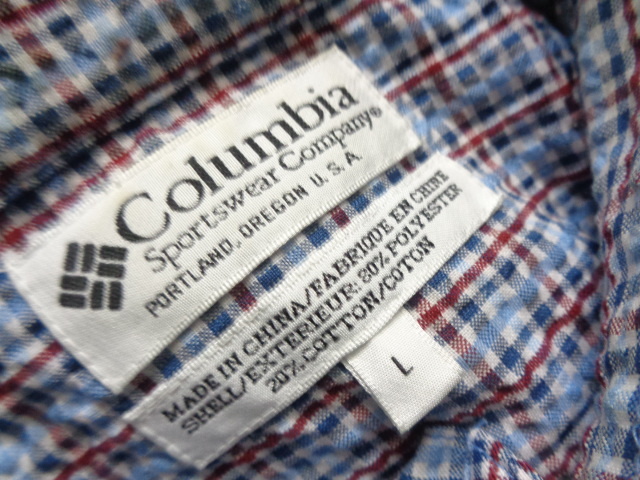 Columbia
Sportswear Company®
PORTLAND, OREGON U.S.A.
MADE IN CHINA/FABRIQUE EN CHINE
SHELL/EXTERIEUR: 80% POLYESTER
20% COTTON/COTON
L